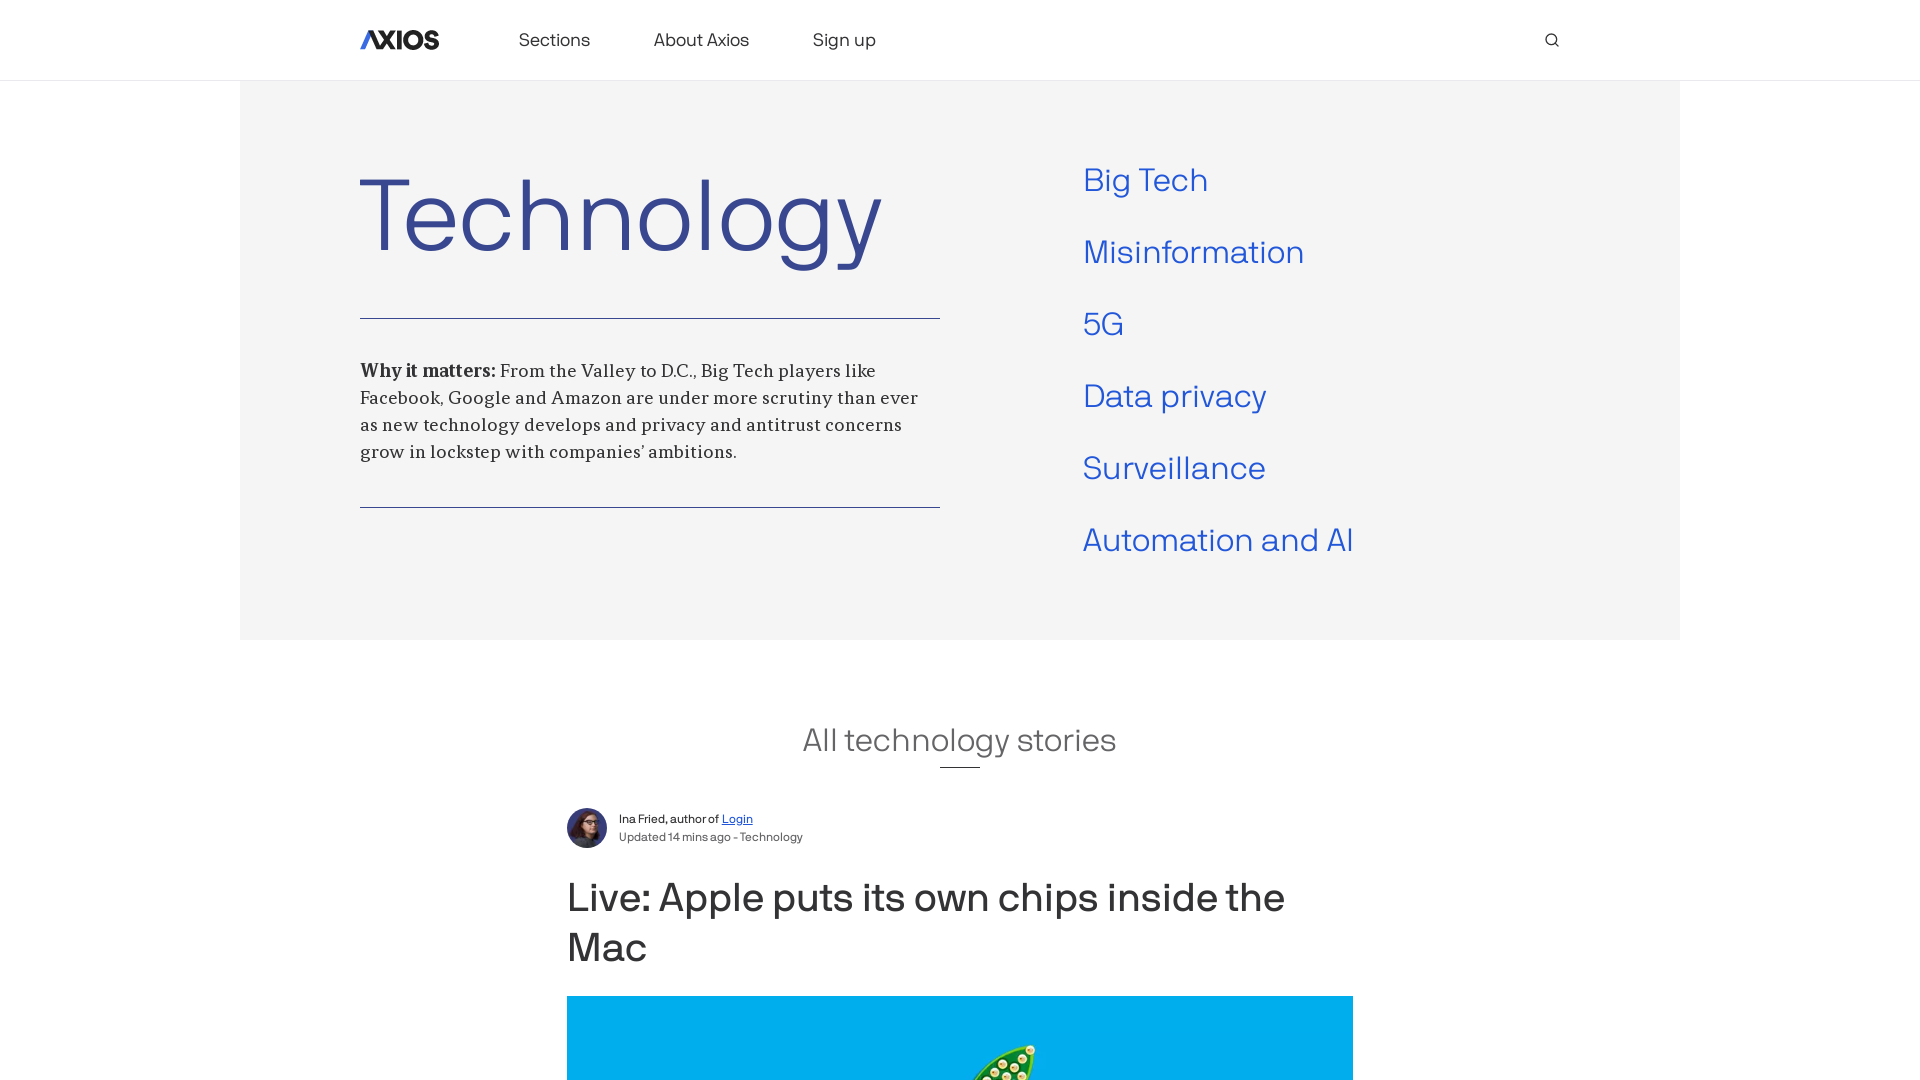 AXIOS
Sections
About Axios
Sign up
Technology
Why it matters: From the Valley to D.C., Big Tech players like
Facebook, Google and Amazon are under more scrutiny than ever
as new technology develops and privacy and antitrust concerns
grow in lockstep with companies’ ambitions.
Big Tech
Misinformation
5G
Data privacy
Surveillance
Automation and AI
All technology stories
Ina Fried, author of Login
Updated 14 mins ago - Technology
Live: Apple puts its own chips inside the
Mac